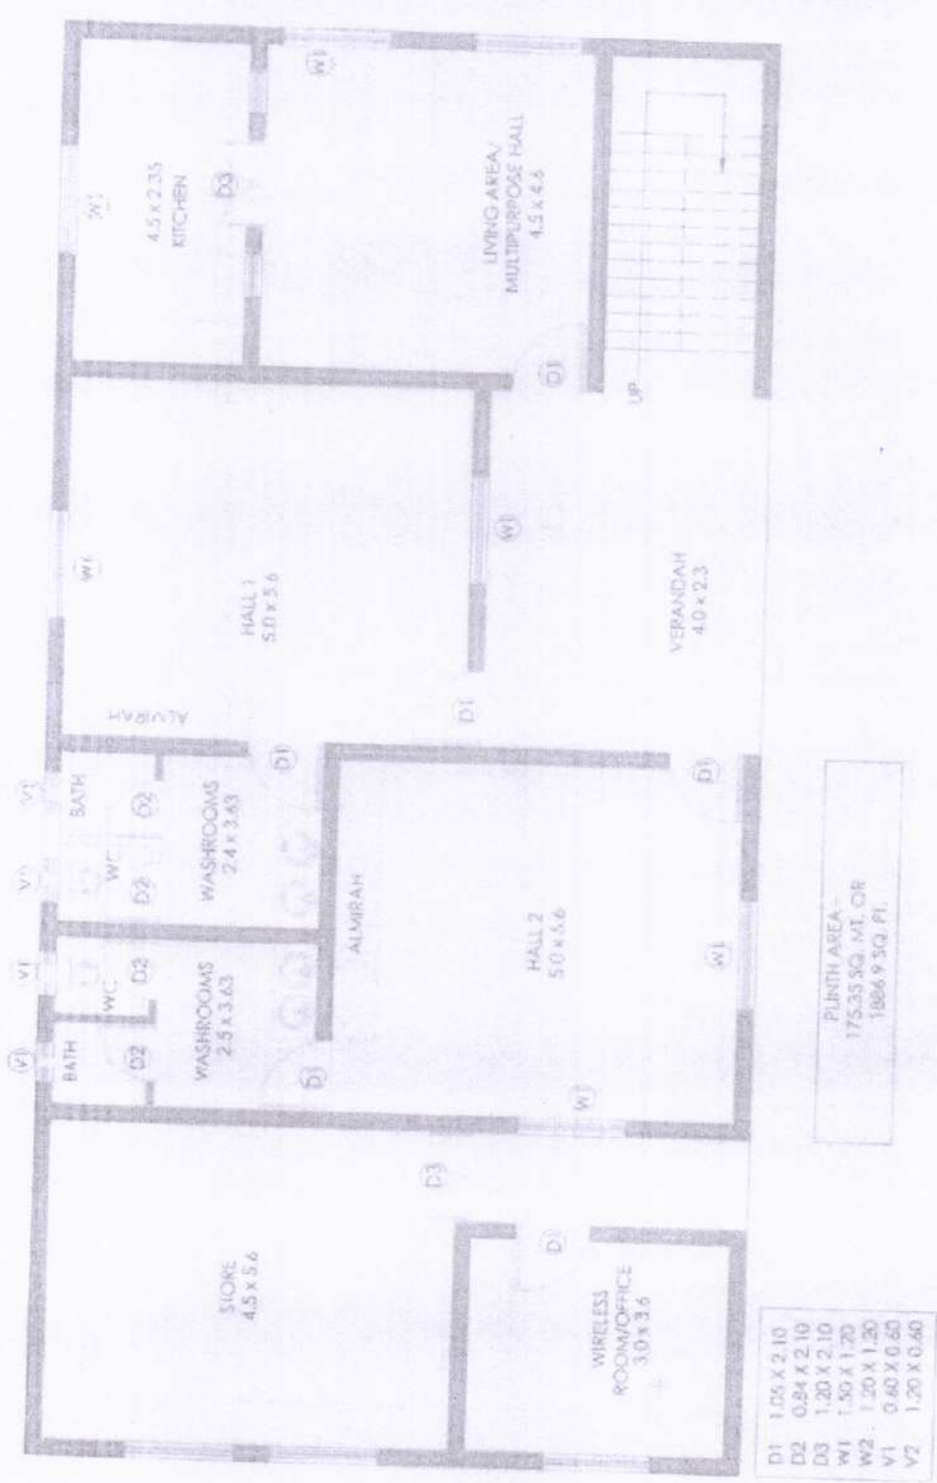 W1
W1
4.5 x 2.35
KITCHEN
D3
LIVING AREA/
MULTIPURPOSE HALL
4.5 x 4.6
D1
UP
W1
HALL 1
5.0 x 5.6
W1
VERANDAH
4.0 x 2.3
ALMIRAH
D1
D1
V1
BATH
D2
V1
WC
D2
WASHROOMS
2.4 x 3.63
D1
V1
WC
D2
V1
BATH
D2
WASHROOMS
2.5 x 3.63
D1
ALMIRAH
HALL 2
5.0 x 5.6
W1
W1
D3
STORE
4.5 x 5.6
D1
WIRELESS
ROOM/OFFICE
3.0 x 3.6
PLINTH AREA -
175.35 SQ. MT. OR
1886.9 SQ. FT.
D1 1.05 X 2.10
D2 0.84 X 2.10
D3 1.20 X 2.10
W1 1.50 X 1.20
W2 1.20 X 1.20
V1 0.60 X 0.60
V2 1.20 X 0.60